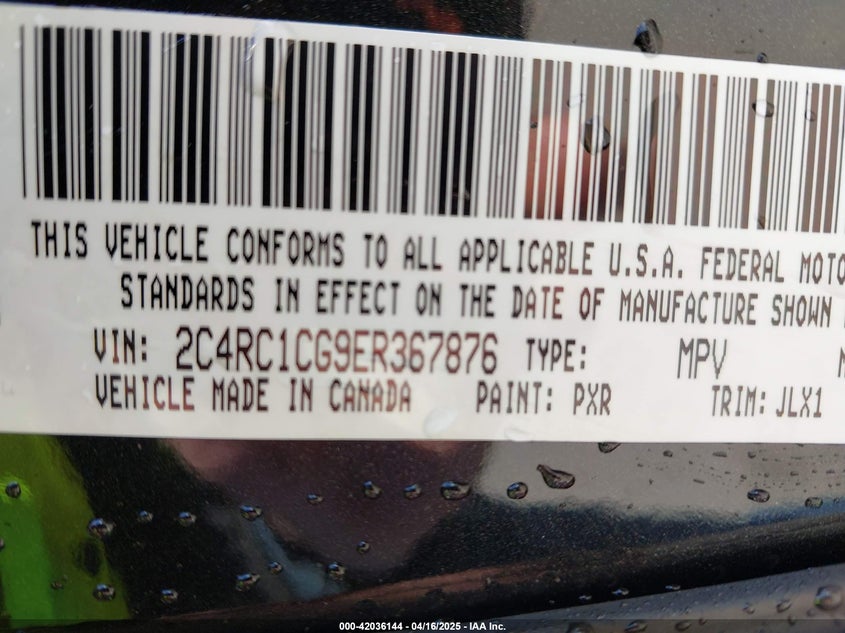 THIS VEHICLE CONFORMS TO ALL APPLICABLE U.S.A. FEDERAL MOTO
STANDARDS IN EFFECT ON THE DATE OF MANUFACTURE SHOWN
VIN: 2C4RC1CG9ER367876 TYPE: MPV
VEHICLE MADE IN CANADA PAINT: PXR TRIM: JLX1
000-42036144 - 04/16/2025 - IAA Inc.